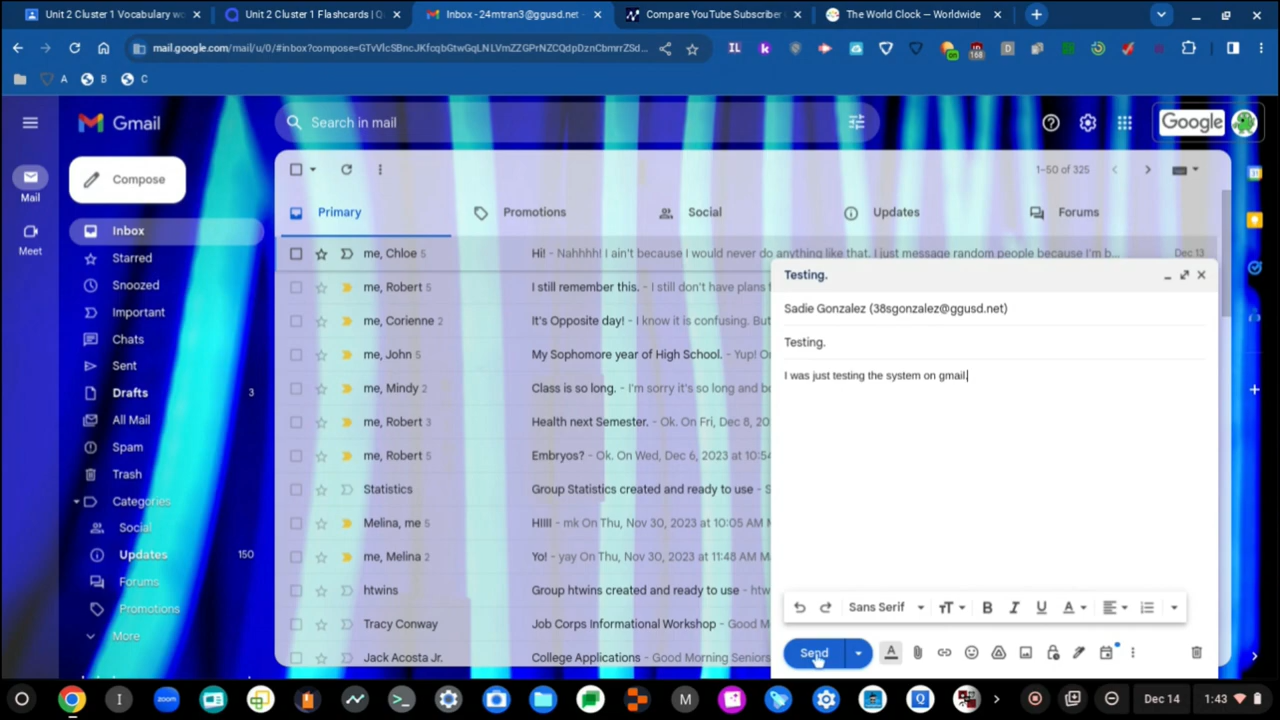 Unit 2 Cluster 1 Vocabulary wo
Unit 2 Cluster 1 Flashcards | Q
Inbox - 24mtran3@ggusd.net -
Compare YouTube Subscriber
The World Clock — Worldwide
A
B
C
IL
k
on
168
D
Gmail
Search in mail
Google
Mail
Meet
Compose
1–50 of 325
Inbox
Starred
Snoozed
Important
Chats
Sent
Drafts 3
All Mail
Spam
Trash
Categories
Social
Updates 150
Forums
Promotions
More
Primary
Promotions
Social
Updates
Forums
me, Chloe 5 Hi! - Nahhhh! I ain't because I would never do anything like that. I just message random people because I'm b... Dec 13
me, Robert 5 I still remember this. - I still don't have plans
me, Corienne 2 It's Opposite day! - I know it is confusing. But
me, John 5 My Sophomore year of High School. - Yup!
me, Mindy 2 Class is so long. - I'm sorry it's so long and
me, Robert 3 Health next Semester. - Ok. On Fri, Dec 8, 20
me, Robert 5 Embryos? - Ok. On Wed, Dec 6, 2023 at 10:54
Statistics Group Statistics created and ready to use -
Melina, me 5 HIIII - mk On Thu, Nov 30, 2023 at 10:05 AM
me, Melina 2 Yo! - yay On Thu, Nov 30, 2023 at 11:48 AM
htwins Group htwins created and ready to use - htw
Tracy Conway Job Corps Informational Workshop - Good M
Jack Acosta Jr. College Applications - Good Morning Seniors
Testing.
Sadie Gonzalez (38sgonzalez@ggusd.net)
Testing.
I was just testing the system on gmail.
Sans Serif
B I U A
Send
A
I
zoom
M
Q
Dec 14
1:43